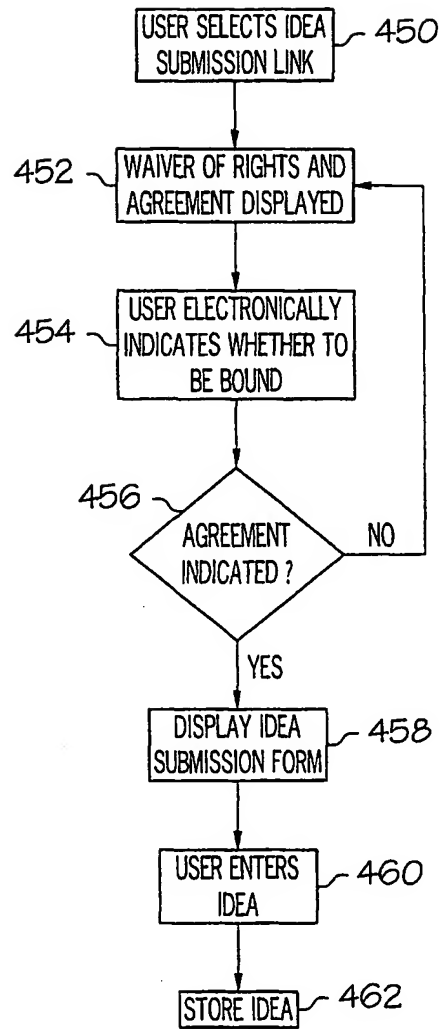 USER SELECTS IDEA
SUBMISSION LINK
450
452
WAIVER OF RIGHTS AND
AGREEMENT DISPLAYED
454
USER ELECTRONICALLY
INDICATES WHETHER TO
BE BOUND
456
AGREEMENT
INDICATED ?
NO
YES
DISPLAY IDEA
SUBMISSION FORM
458
USER ENTERS
IDEA
460
STORE IDEA
462